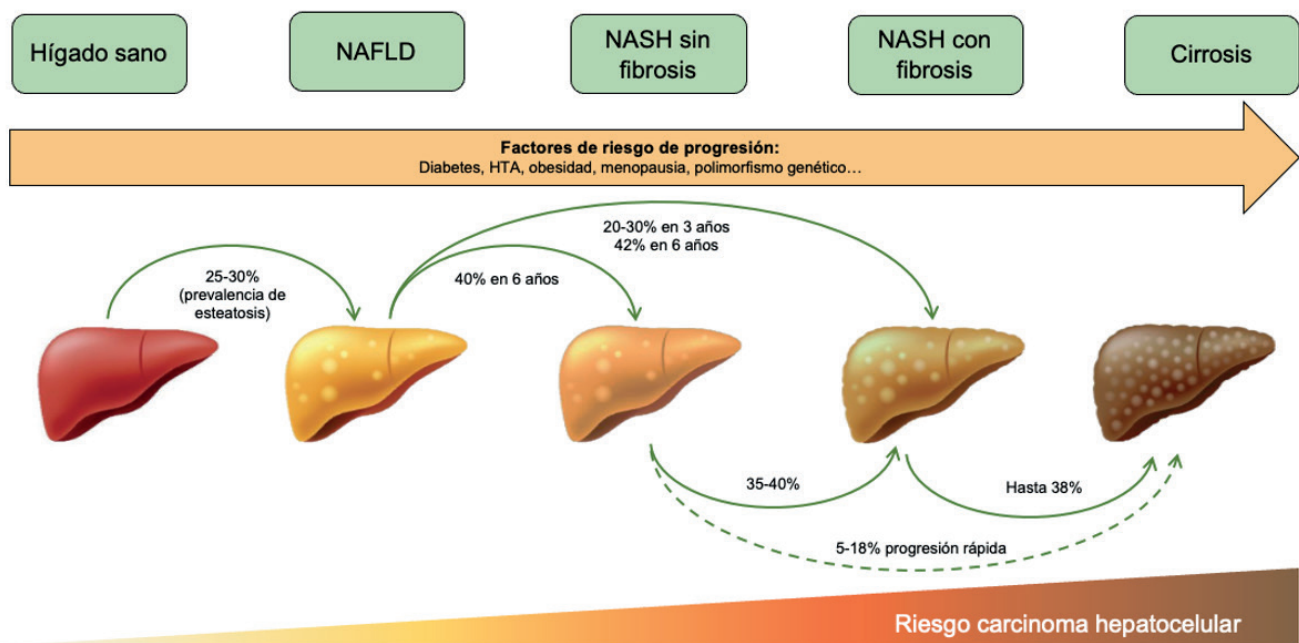 Hígado sano
NAFLD
NASH sin
fibrosis
NASH con
fibrosis
Cirrosis
Factores de riesgo de progresión:
Diabetes, HTA, obesidad, menopausia, polimorfismo genético...
25-30%
(prevalencia de
esteatosis)
40% en 6 años
20-30% en 3 años
42% en 6 años
35-40%
Hasta 38%
5-18% progresión rápida
Riesgo carcinoma hepatocelular